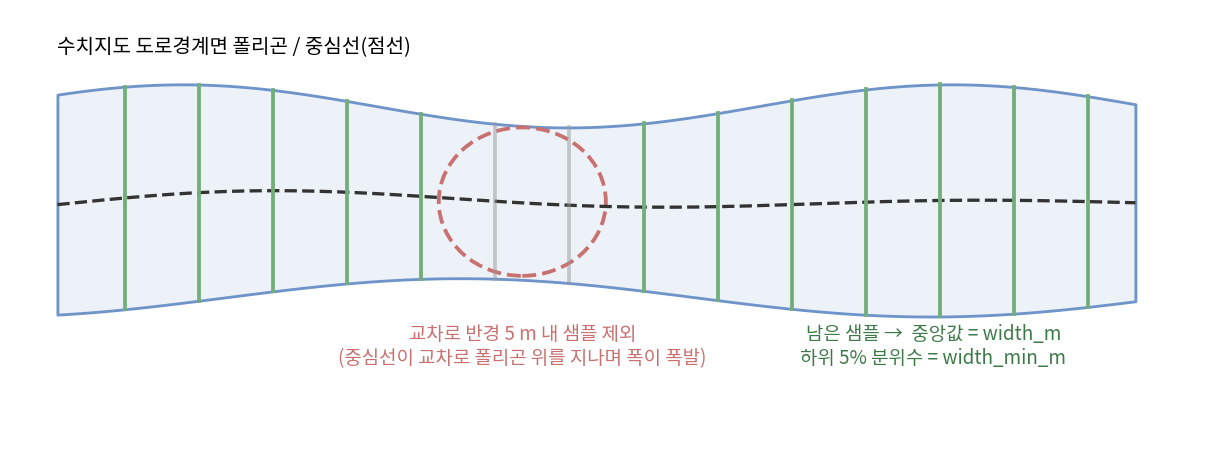 수치지도 도로경계면 폴리곤 / 중심선(점선)
교차로 반경 5 m 내 샘플 제외
(중심선이 교차로 폴리곤 위를 지나며 폭이 폭발)
남은 샘플 → 중앙값 = width_m
하위 5% 분위수 = width_min_m